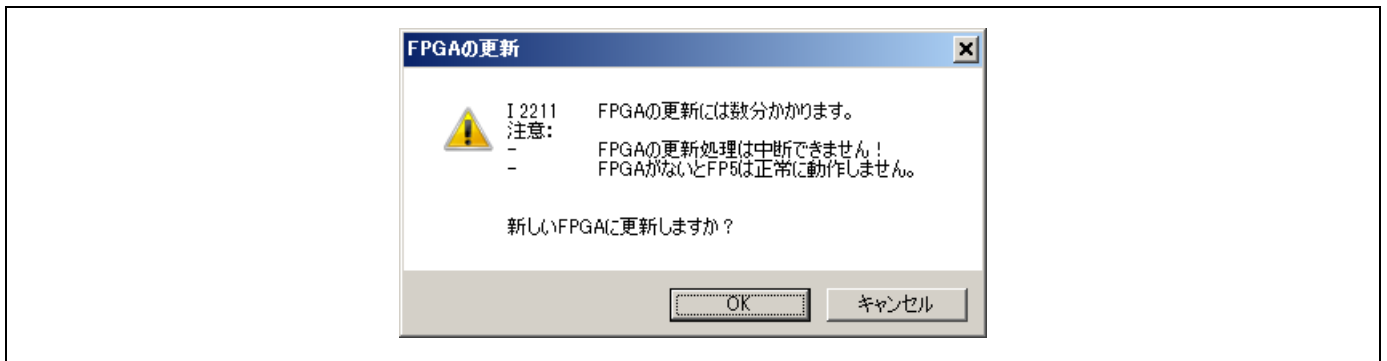 FPGAの更新
I 2211 FPGAの更新には数分かかります。
注意:
- FPGAの更新処理は中断できません!
- FPGAがないとFP5は正常に動作しません。
新しいFPGAに更新しますか?
OK キャンセル